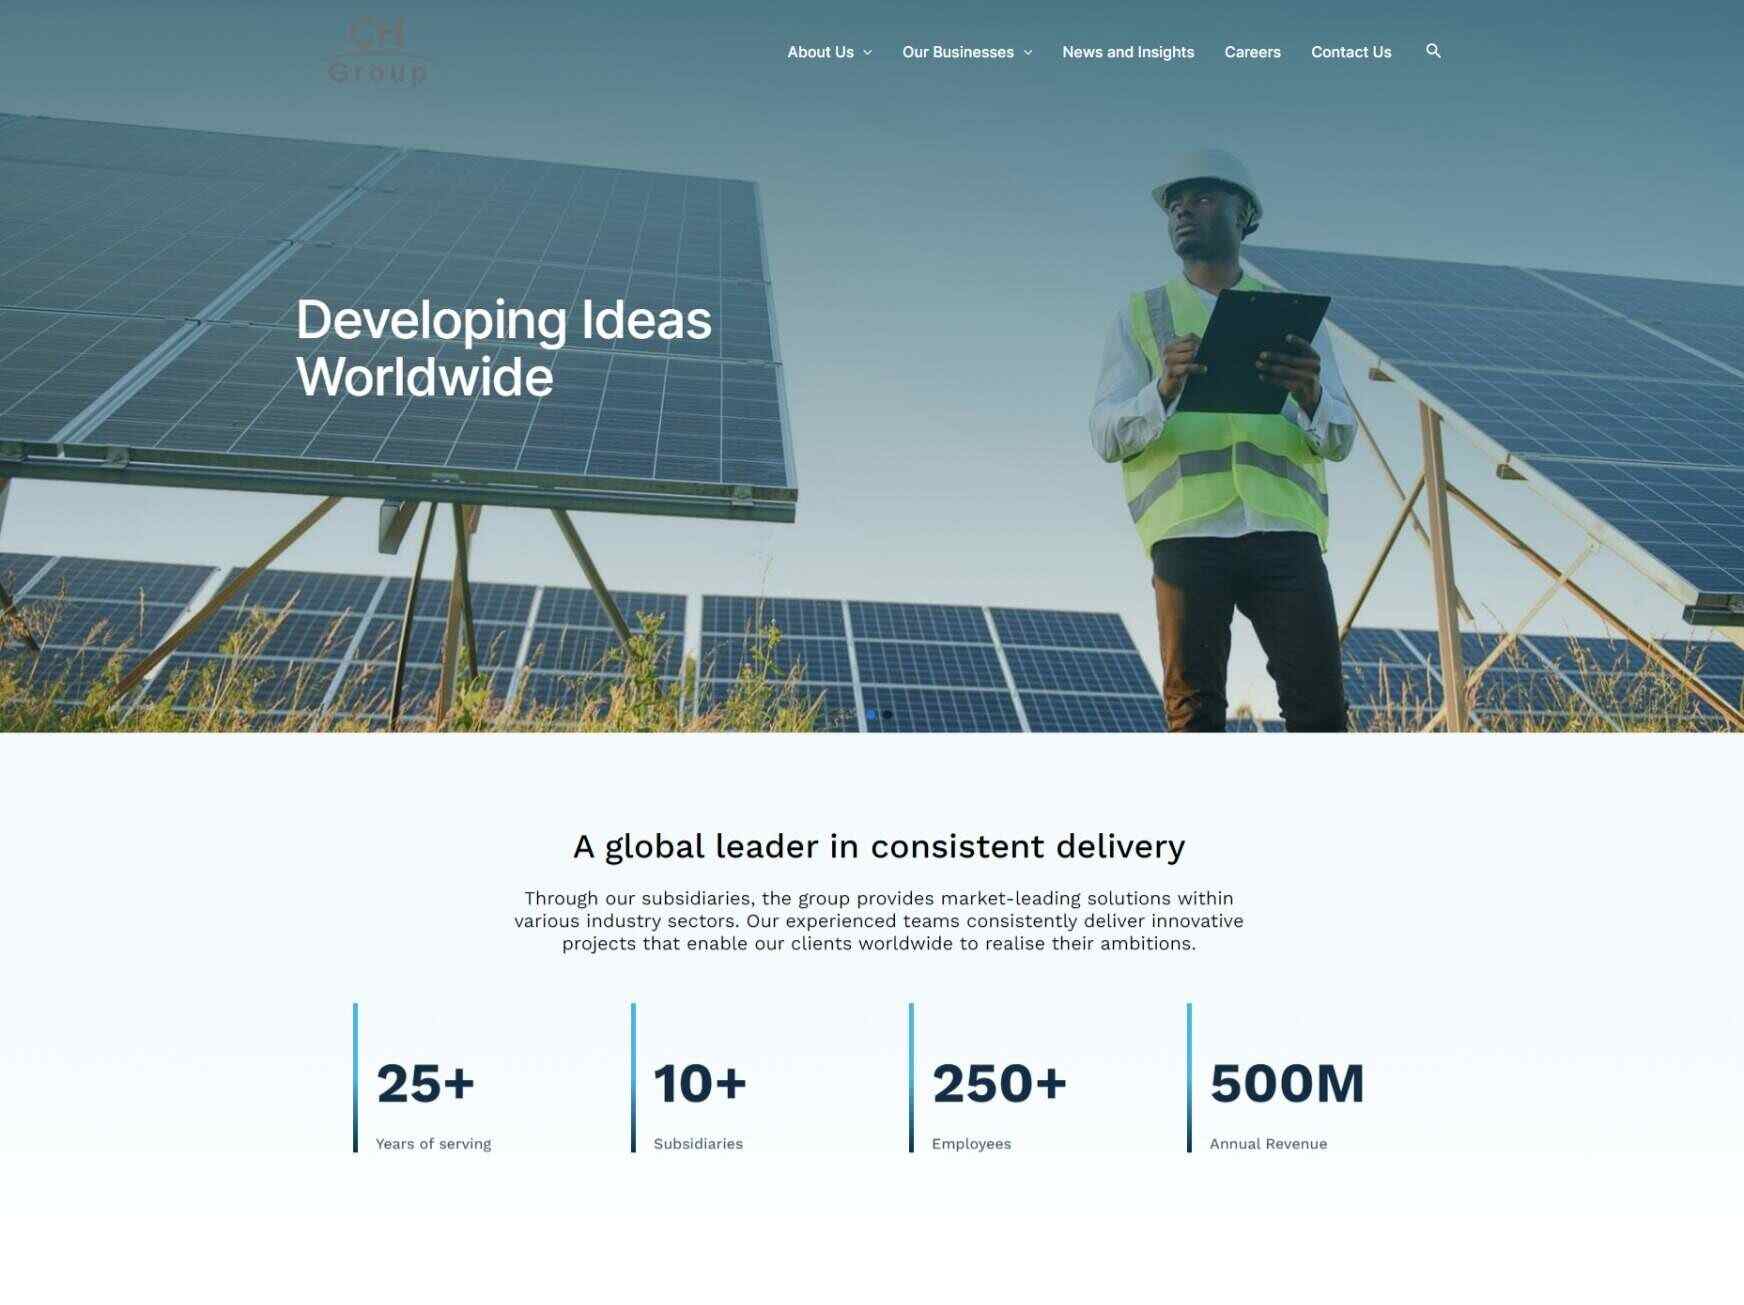 CH
Group
About Us
Our Businesses
News and Insights
Careers
Contact Us
Developing Ideas
Worldwide
A global leader in consistent delivery
Through our subsidiaries, the group provides market-leading solutions within
various industry sectors. Our experienced teams consistently deliver innovative
projects that enable our clients worldwide to realise their ambitions.
25+
Years of serving
10+
Subsidiaries
250+
Employees
500M
Annual Revenue